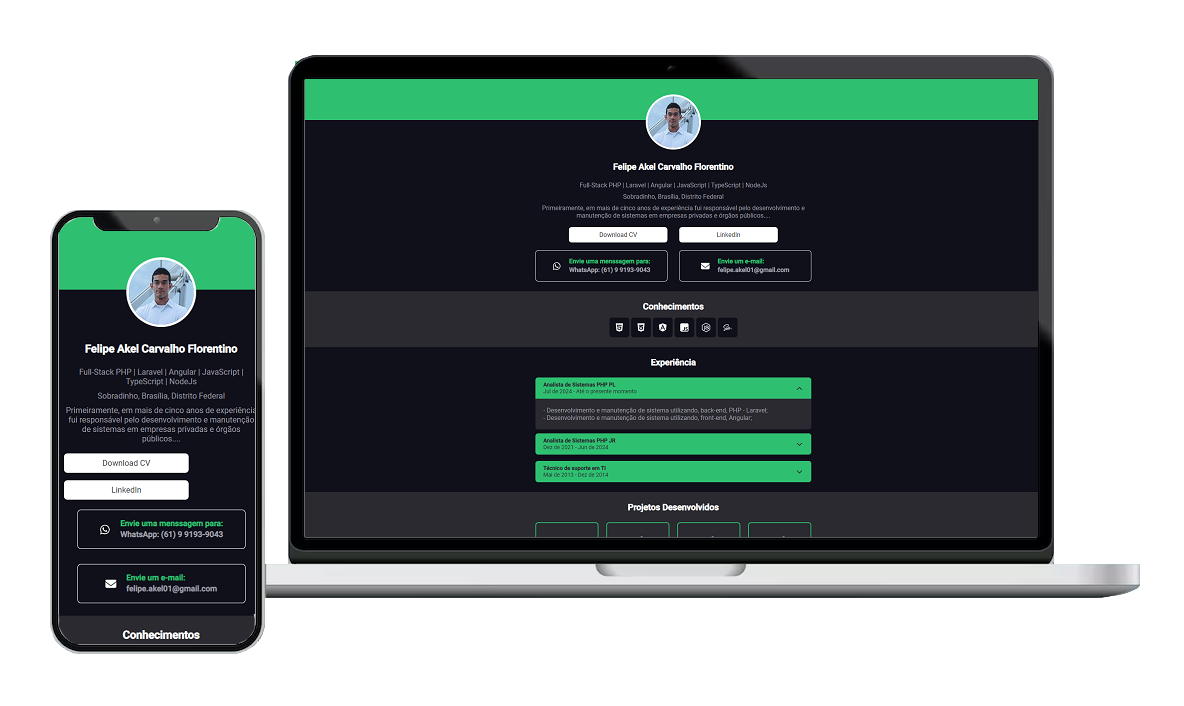 Felipe Akel Carvalho Florentino
Full-Stack PHP | Laravel | Angular | JavaScript |
TypeScript | NodeJs
Sobradinho, Brasília, Distrito Federal
Primeiramente, em mais de cinco anos de experiência
fui responsável pelo desenvolvimento e manutenção
de sistemas em empresas privadas e órgãos
públicos....
Download CV
LinkedIn
Envie uma menssagem para:
WhatsApp: (61) 9 9193-9043
Envie um e-mail:
felipe.akel01@gmail.com
Conhecimentos
Felipe Akel Carvalho Florentino
Full-Stack PHP | Laravel | Angular | JavaScript | TypeScript | NodeJs
Sobradinho, Brasília, Distrito Federal
Primeiramente, em mais de cinco anos de experiência fui responsável pelo desenvolvimento e
manutenção de sistemas em empresas privadas e órgãos públicos....
Download CV
LinkedIn
Envie uma menssagem para:
WhatsApp: (61) 9 9193-9043
Envie um e-mail:
felipe.akel01@gmail.com
Conhecimentos
Experiência
Analista de Sistemas PHP PL
Jul de 2024 - Até o presente momento
- Desenvolvimento e manutenção de sistema utilizando, back-end, PHP - Laravel;
- Desenvolvimento e manutenção de sistema utilizando, front-end, Angular;
Analista de Sistemas PHP JR
Dez de 2021 - Jun de 2024
Técnico de suporte em TI
Mai de 2013 - Dez de 2014
Projetos Desenvolvidos